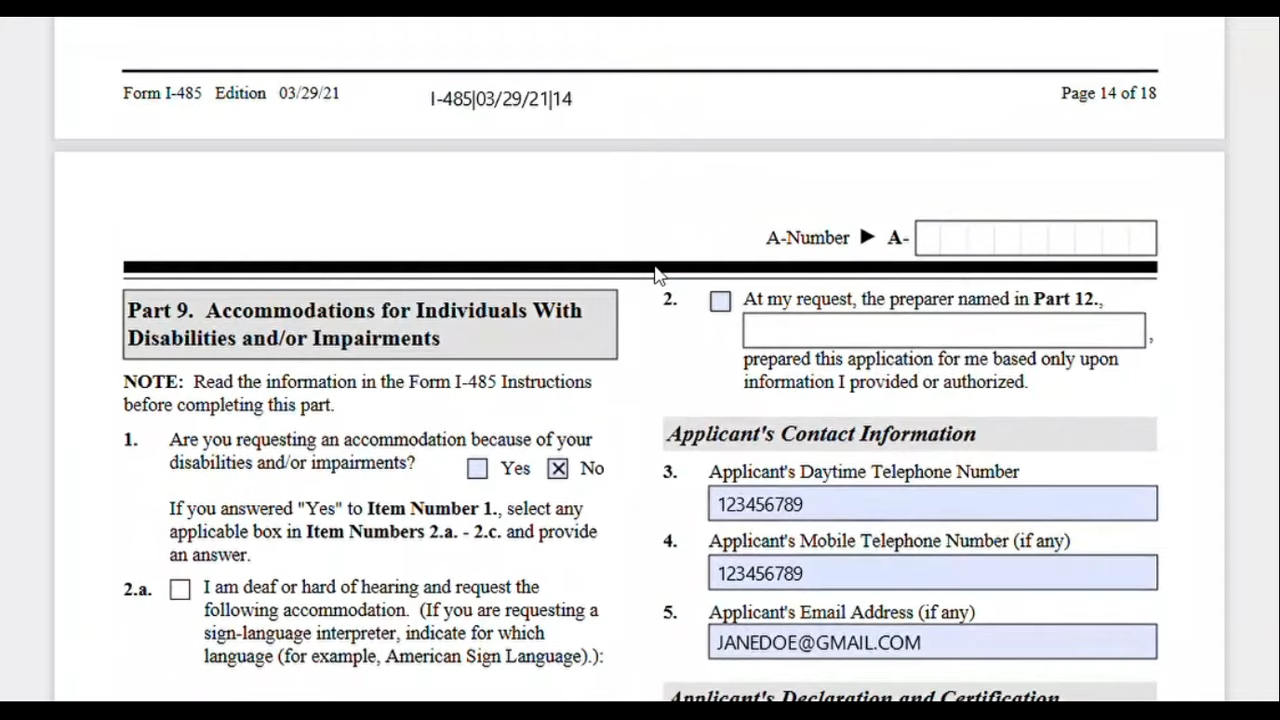 Form I-485 Edition 03/29/21
I-485|03/29/21|14
Page 14 of 18
A-Number ► A-
Part 9. Accommodations for Individuals With
Disabilities and/or Impairments
NOTE: Read the information in the Form I-485 Instructions
before completing this part.
1. Are you requesting an accommodation because of your
disabilities and/or impairments? Yes No
If you answered "Yes" to Item Number 1., select any
applicable box in Item Numbers 2.a. - 2.c. and provide
an answer.
2.a. I am deaf or hard of hearing and request the
following accommodation. (If you are requesting a
sign-language interpreter, indicate for which
language (for example, American Sign Language).):
2. At my request, the preparer named in Part 12.,
,
prepared this application for me based only upon
information I provided or authorized.
Applicant's Contact Information
3. Applicant's Daytime Telephone Number
123456789
4. Applicant's Mobile Telephone Number (if any)
123456789
5. Applicant's Email Address (if any)
JANEDOE@GMAIL.COM
Applicant's Declaration and Certification